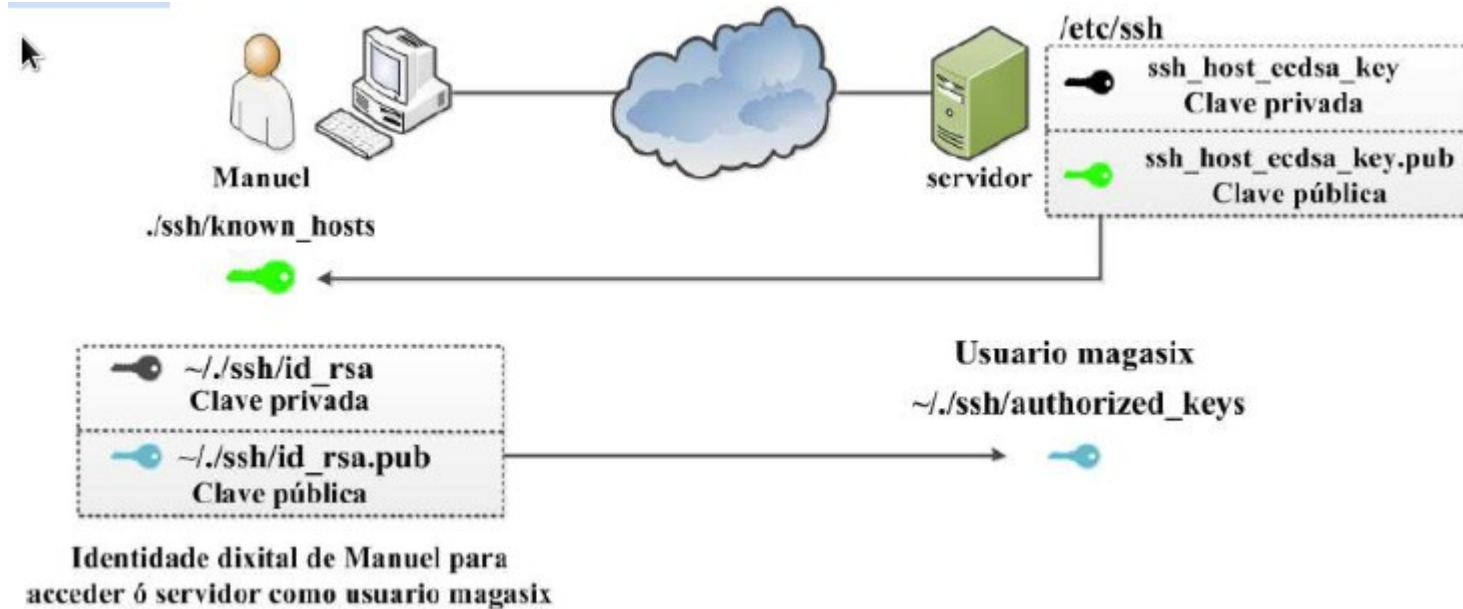 /etc/ssh
ssh_host_ecdsa_key
Clave privada
ssh_host_ecdsa_key.pub
Clave pública
Manuel
servidor
./ssh/known_hosts
~/./ssh/id_rsa
Clave privada
~/./ssh/id_rsa.pub
Clave pública
Usuario magasix
~/./ssh/authorized_keys
Identidade dixital de Manuel para
acceder ó servidor como usuario magasix